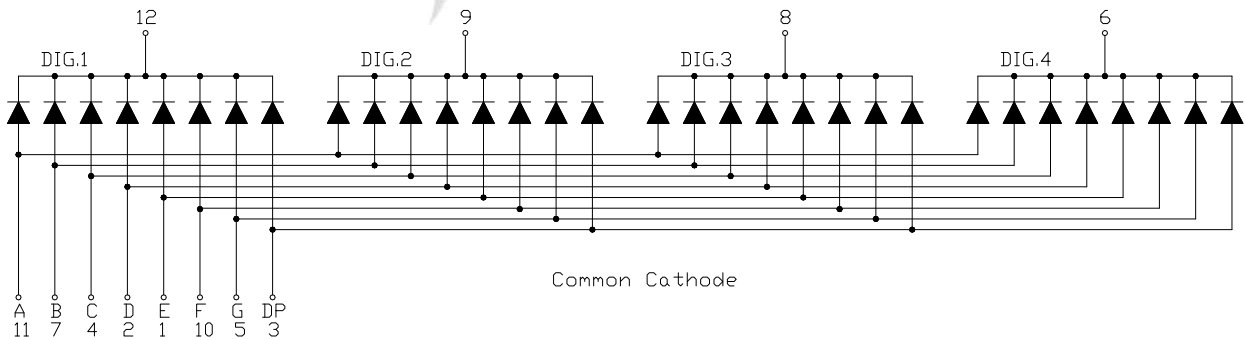 12 9 8 6
DIG.1 DIG.2 DIG.3 DIG.4
Common Cathode
A B C D E F G DP
11 7 4 2 1 10 5 3